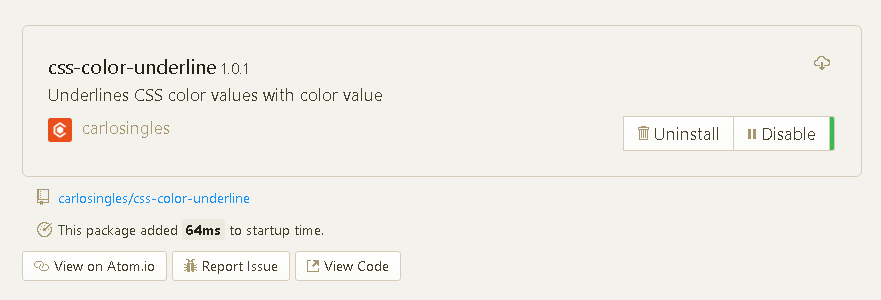 css-color-underline 1.0.1
Underlines CSS color values with color value
carlosingles
Uninstall
Disable
carlosingles/css-color-underline
This package added 64ms to startup time.
View on Atom.io
Report Issue
View Code